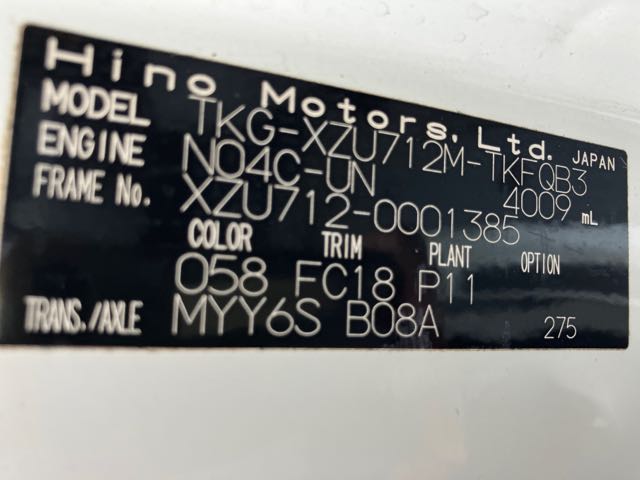 Hino Motors, Ltd. JAPAN
MODEL TKG-XZU712M-TKFQB3
ENGINE N04C-UN 4009 mL
FRAME No. XZU712-0001385
COLOR TRIM PLANT OPTION
058 FC18 P11
TRANS./AXLE MYY6S B08A 275